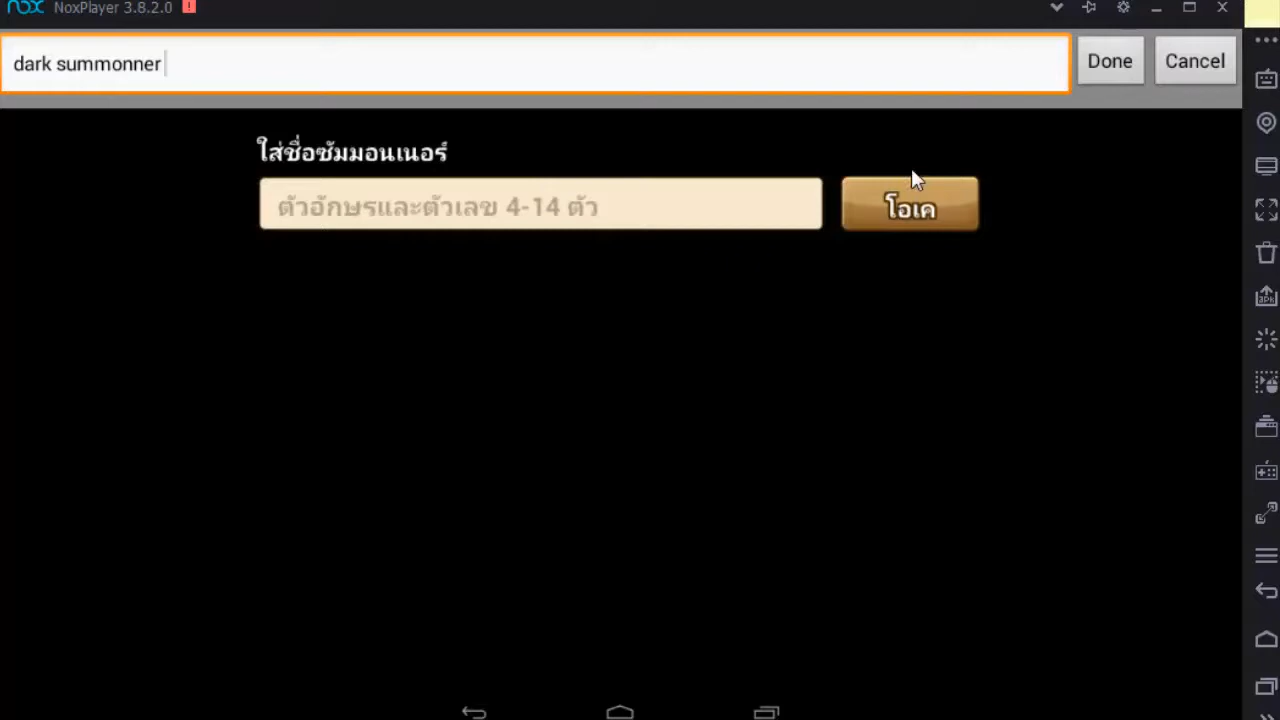 nox NoxPlayer 3.8.2.0
dark summonner
Done
Cancel
ใส่ชื่อซัมมอนเนอร์
ตัวอักษรและตัวเลข 4-14 ตัว
โอเค